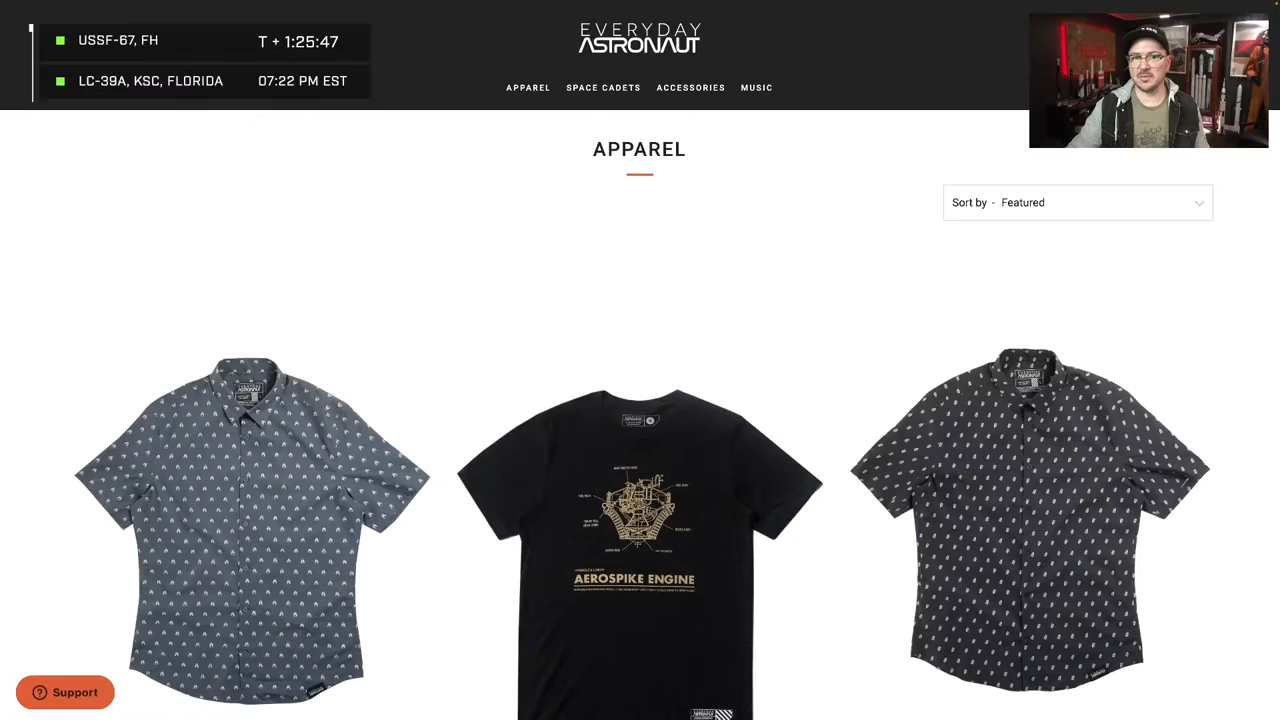 USSF-67, FH
T + 1:25:47
LC-39A, KSC, FLORIDA
07:22 PM EST
EVERYDAY
ASTRONAUT
APPAREL
SPACE CADETS
ACCESSORIES
MUSIC
APPAREL
Sort by - Featured
AEROSPIKE ENGINE
Support